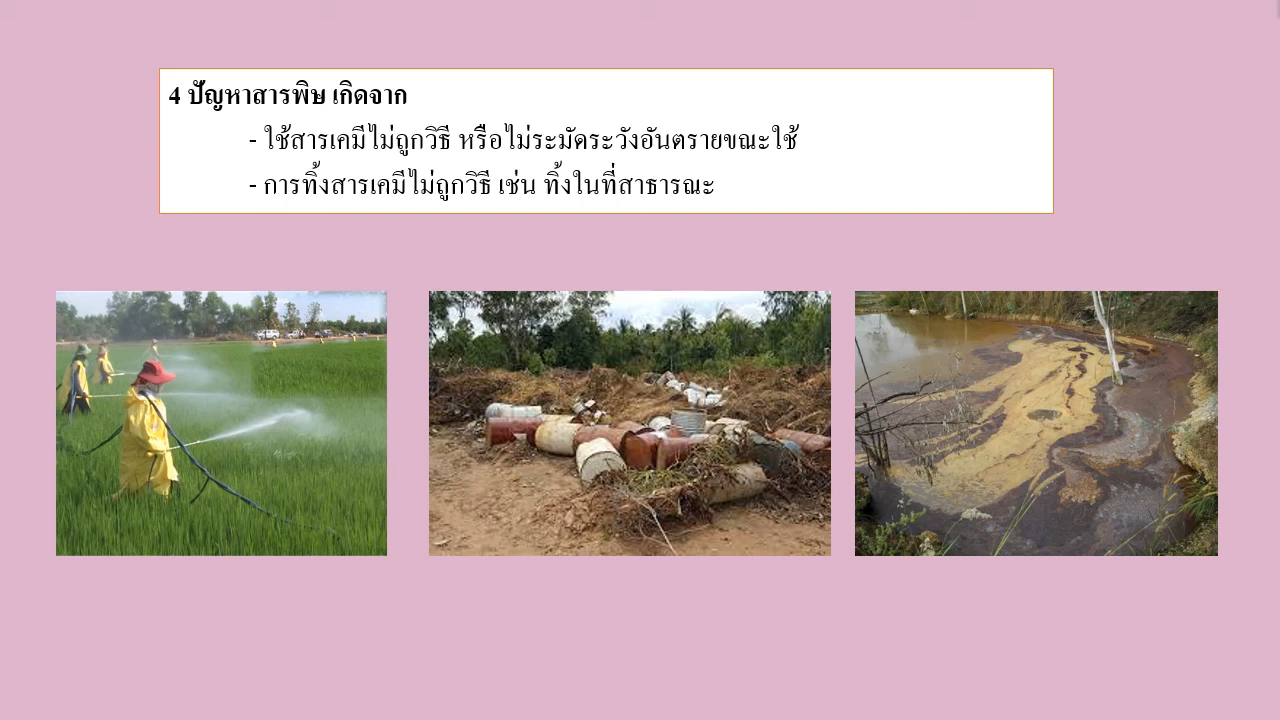 4 ปัญหาสารพิษ เกิดจาก
- ใช้สารเคมีไม่ถูกวิธี หรือไม่ระมัดระวังอันตรายขณะใช้
- การทิ้งสารเคมีไม่ถูกวิธี เช่น ทิ้งในที่สาธารณะ